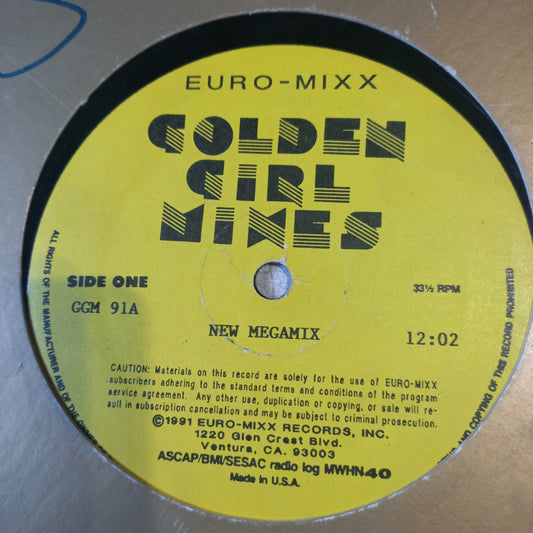 EURO-MIXX
GOLDEN
GIRL
MIXES
SIDE ONE
33⅓ RPM
GGM 91A
NEW MEGAMIX
12:02
CAUTION: Materials on this record are solely for the use of EURO-MIXX
subscribers adhering to the standard terms and conditions of the program
service agreement. Any other use, duplication or copying, or sale will re-
sult in subscription cancellation and may be subject to criminal prosecution.
©1991 EURO-MIXX RECORDS, INC.
1220 Glen Crest Blvd.
Ventura, CA. 93003
ASCAP/BMI/SESAC radio log MWHN40
Made in U.S.A.
ALL RIGHTS OF THE MANUFACTURER AND OF THE OWNER
AND COPYING OF THIS RECORD PROHIBITED